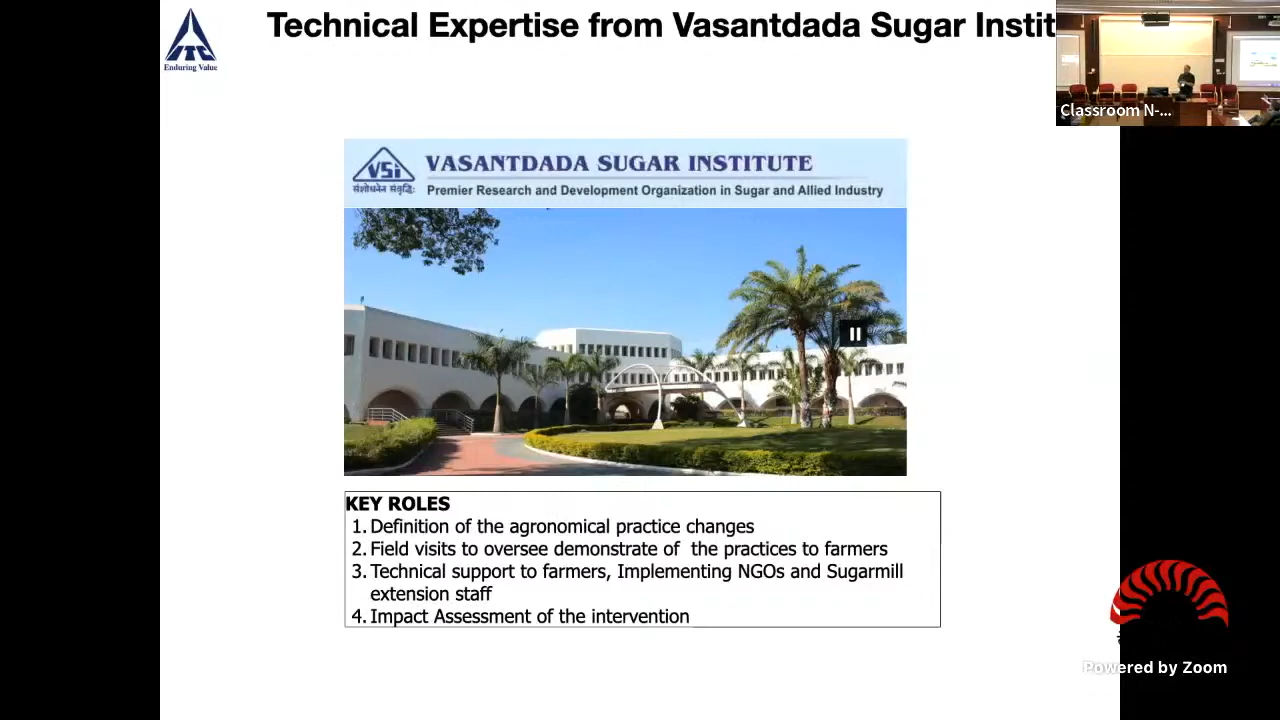 Technical Expertise from Vasantdada Sugar Instit
ITC
Enduring Value
Classroom N-...
VSI
संशोधनेन संवृद्धि:
VASANTDADA SUGAR INSTITUTE
Premier Research and Development Organization in Sugar and Allied Industry
KEY ROLES
1. Definition of the agronomical practice changes
2. Field visits to oversee demonstrate of the practices to farmers
3. Technical support to farmers, Implementing NGOs and Sugarmill
extension staff
4. Impact Assessment of the intervention
Powered by Zoom